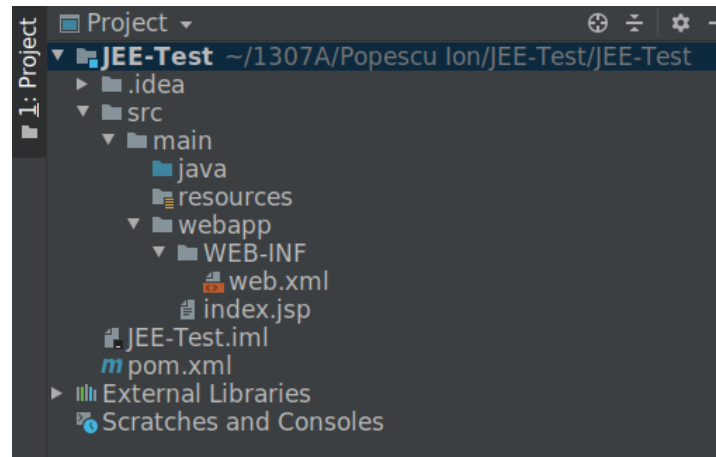 1: Project
Project
JEE-Test ~/1307A/Popescu Ion/JEE-Test/JEE-Test
.idea
src
main
java
resources
webapp
WEB-INF
web.xml
index.jsp
JEE-Test.iml
pom.xml
External Libraries
Scratches and Consoles